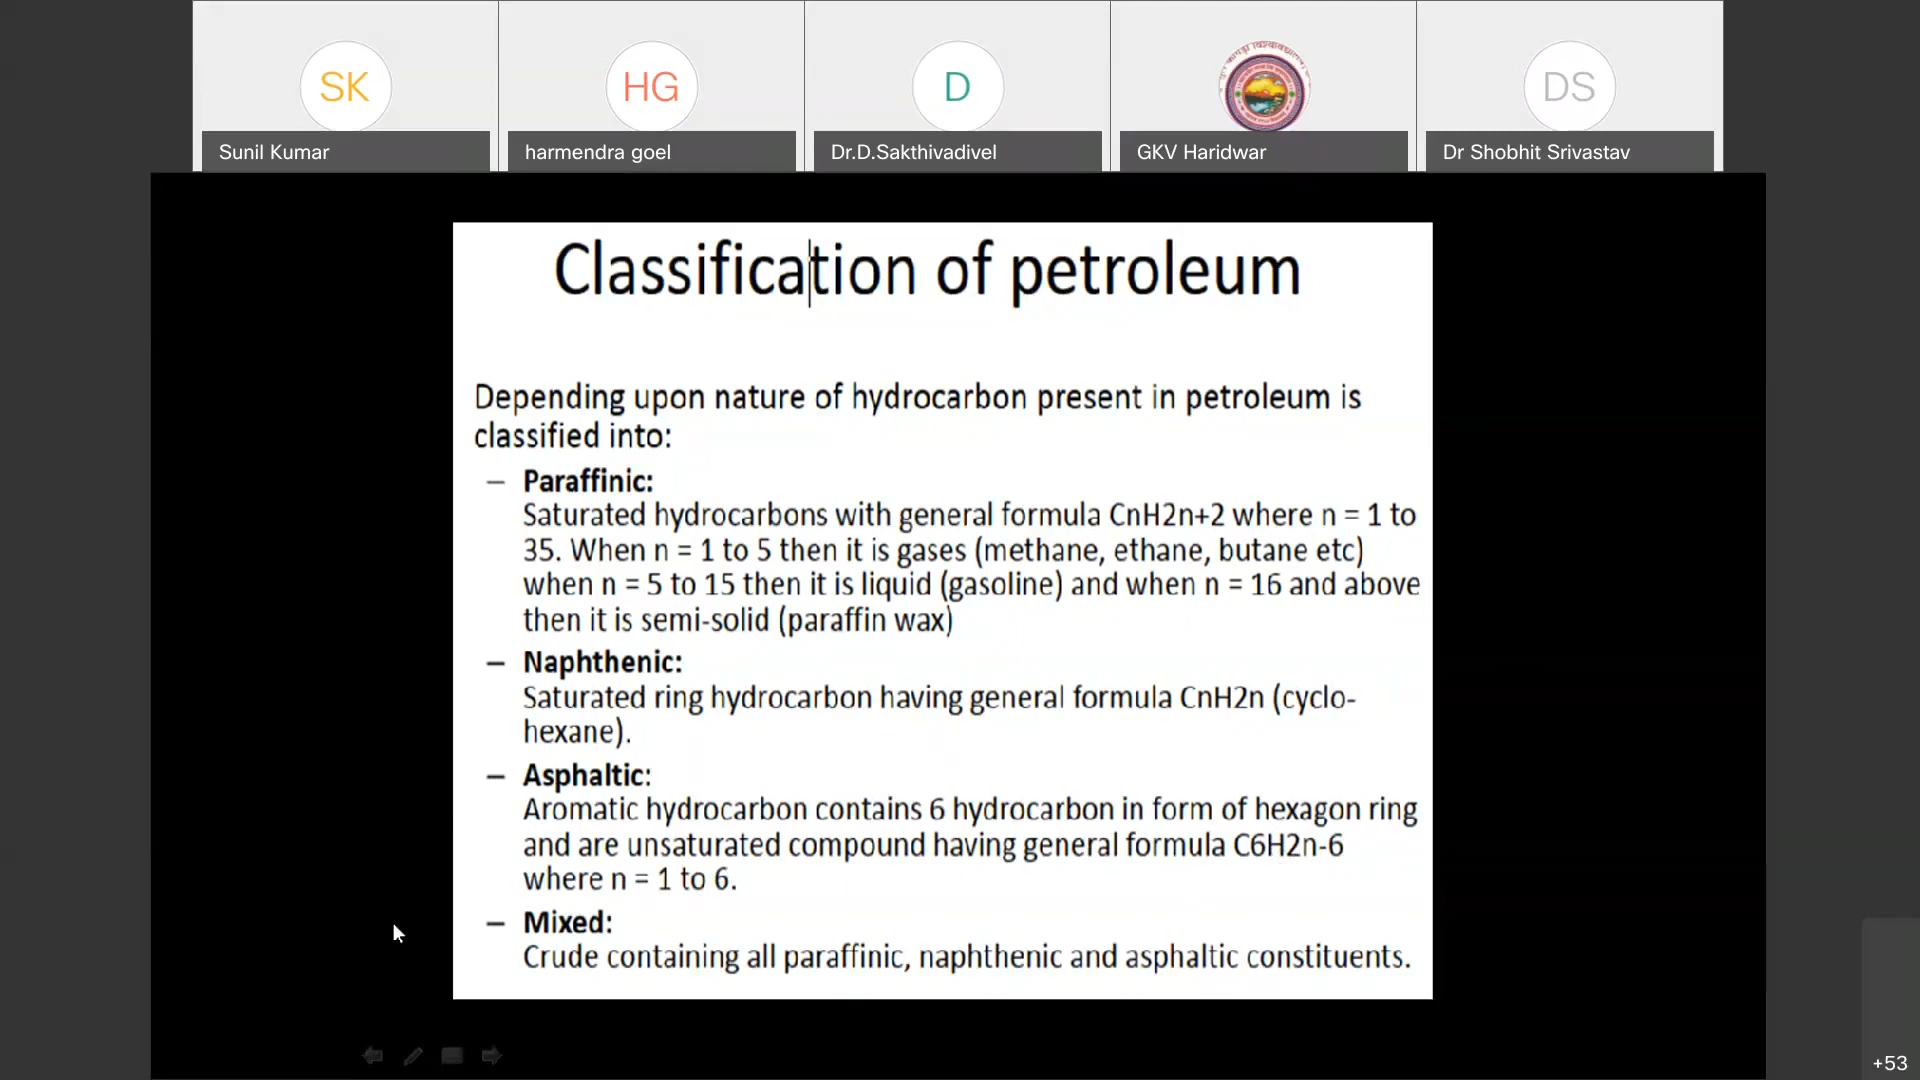 SK
HG
D
DS
Sunil Kumar
harmendra goel
Dr.D.Sakthivadivel
GKV Haridwar
Dr Shobhit Srivastav
Classification of petroleum
Depending upon nature of hydrocarbon present in petroleum is
classified into:
– Paraffinic:
Saturated hydrocarbons with general formula CnH2n+2 where n = 1 to
35. When n = 1 to 5 then it is gases (methane, ethane, butane etc)
when n = 5 to 15 then it is liquid (gasoline) and when n = 16 and above
then it is semi-solid (paraffin wax)
– Naphthenic:
Saturated ring hydrocarbon having general formula CnH2n (cyclo-
hexane).
– Asphaltic:
Aromatic hydrocarbon contains 6 hydrocarbon in form of hexagon ring
and are unsaturated compound having general formula C6H2n-6
where n = 1 to 6.
– Mixed:
Crude containing all paraffinic, naphthenic and asphaltic constituents.
+53